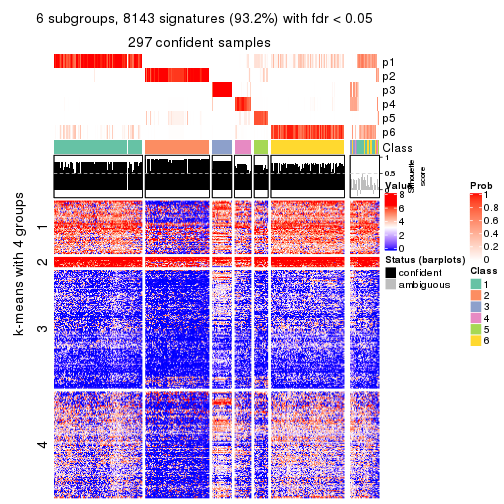 6 subgroups, 8143 signatures (93.2%) with fdr < 0.05
297 confident samples
p1
p2
p3
p4
p5
p6
Class
1
0.5
0
Silhouette
score
k-means with 4 groups
1
2
3
4
Value
8
6
4
2
0
Status (barplots)
confident
ambiguous
Prob
1
0.8
0.6
0.4
0.2
0
Class
1
2
3
4
5
6